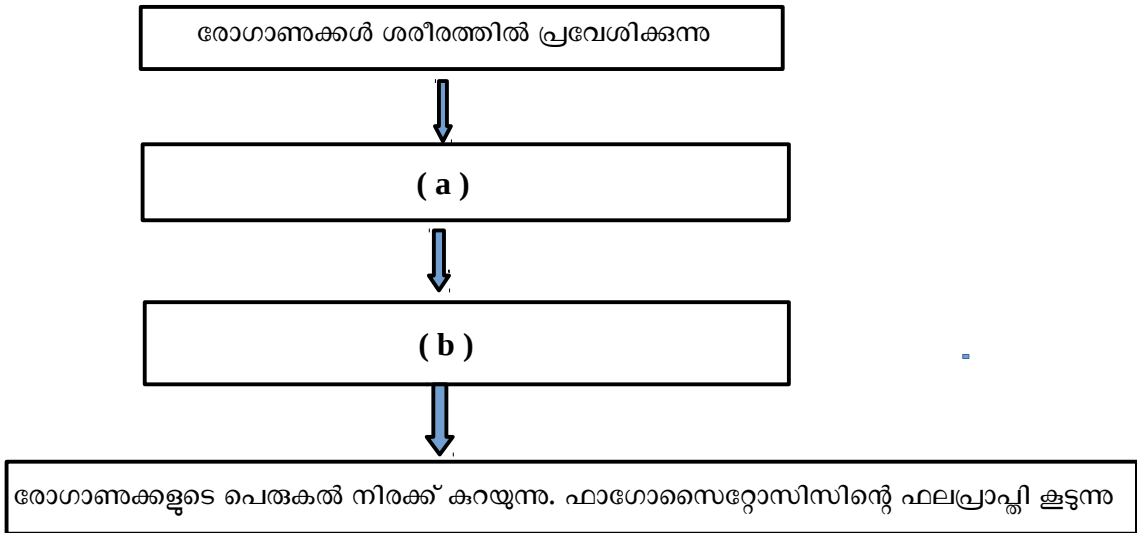 രോഗാണുക്കൾ ശരീരത്തിൽ പ്രവേശിക്കുന്നു
( a )
( b )
രോഗാണുക്കളുടെ പെരുകൽ നിരക്ക് കുറയുന്നു. ഫാഗോസൈറ്റോസിസിന്റെ ഫലപ്രാപ്തി കൂടുന്നു